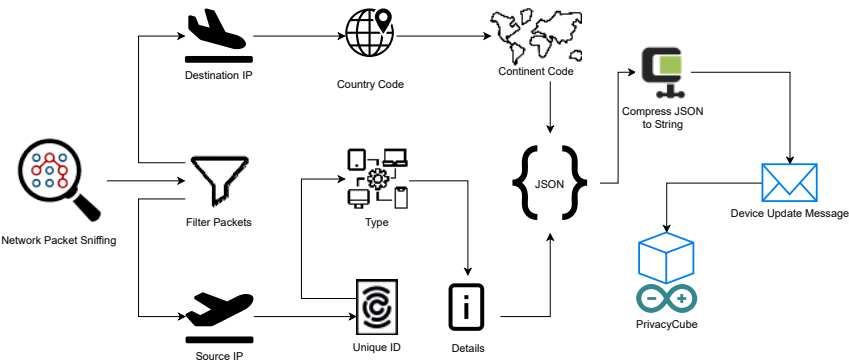 Destination IP
Country Code
Continent Code
Compress JSON
to String
Network Packet Sniffing
Filter Packets
Type
JSON
Device Update Message
Source IP
Unique ID
i
Details
PrivacyCube